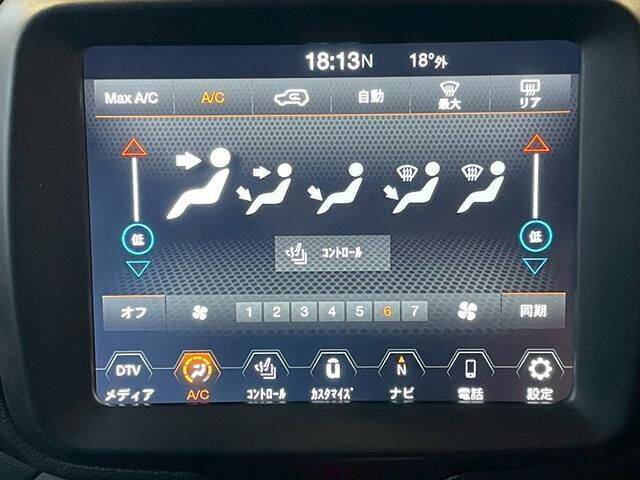 18:13N 18°外
Max A/C A/C 自動 最大 リア
低 低
コントロール
オフ 1 2 3 4 5 6 7 同期
DTV N
メディア A/C コントロール カスタマイズ ナビ 電話 設定